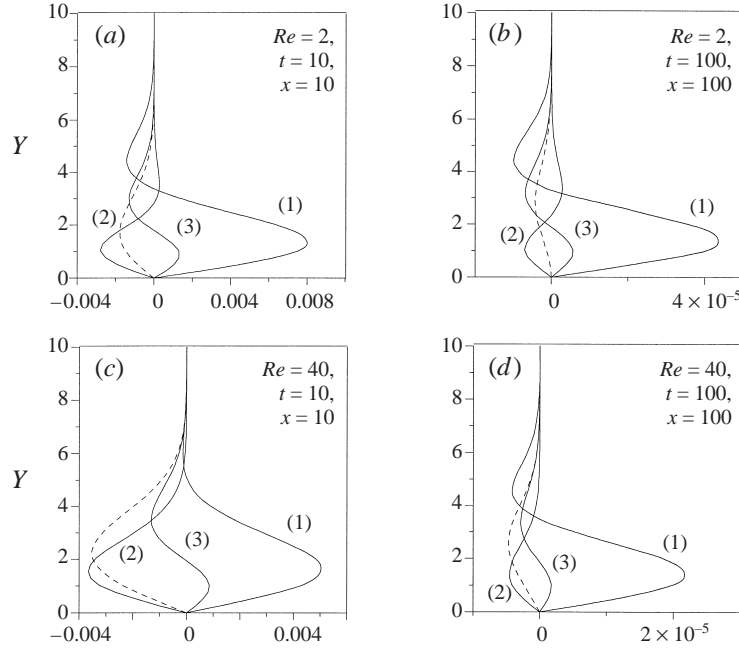 10
(a)
Re = 2,
t = 10,
x = 10
8
6
Y
4
(1)
2
(2)
(3)
0
−0.004
0
0.004
0.008
10
(b)
Re = 2,
t = 100,
x = 100
8
6
4
(1)
2
(2)
(3)
0
0
4 × 10⁻⁵
10
(c)
Re = 40,
t = 10,
x = 10
8
6
Y
4
(1)
2
(2)
(3)
0
−0.004
0
0.004
10
(d)
Re = 40,
t = 100,
x = 100
8
6
4
(1)
2
(3)
(2)
0
0
2 × 10⁻⁵